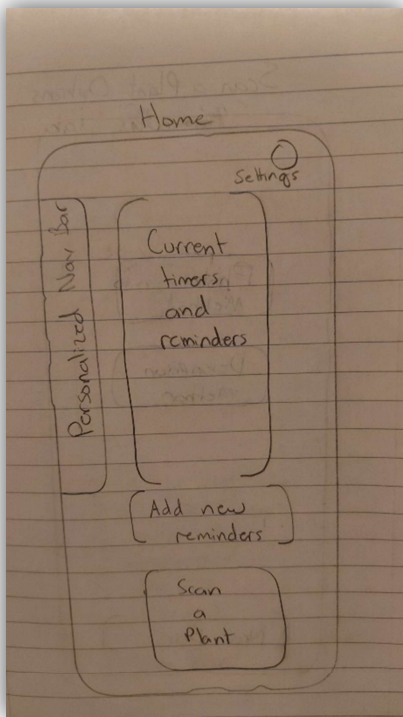 Home
Settings
Personalized Nav Bar
Current
timers
and
reminders
Add new
reminders
Scan
a
Plant